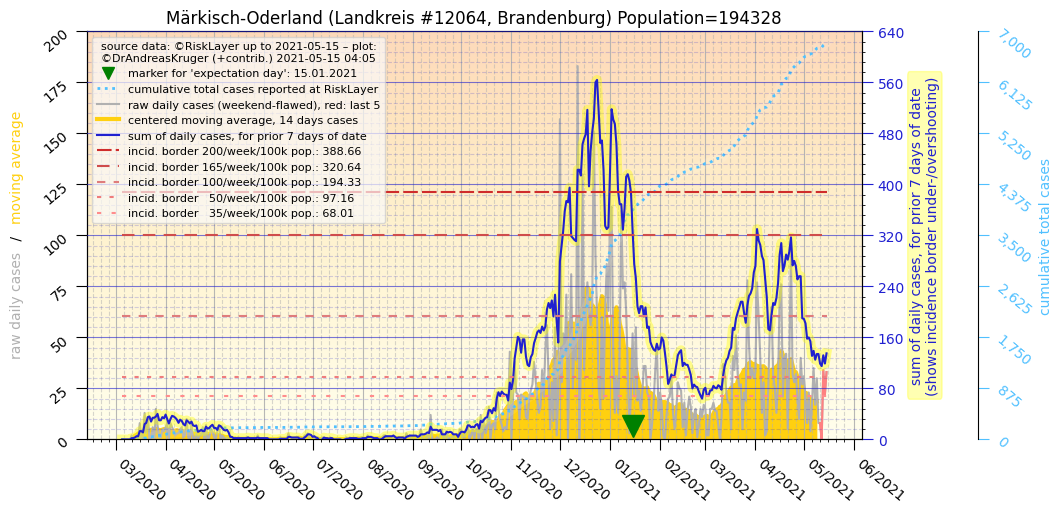 Märkisch-Oderland (Landkreis #12064, Brandenburg) Population=194328
source data: ©RiskLayer up to 2021-05-15 – plot:
©DrAndreasKruger (+contrib.) 2021-05-15 04:05
marker for 'expectation day': 15.01.2021
cumulative total cases reported at RiskLayer
raw daily cases (weekend-flawed), red: last 5
centered moving average, 14 days cases
sum of daily cases, for prior 7 days of date
incid. border 200/week/100k pop.: 388.66
incid. border 165/week/100k pop.: 320.64
incid. border 100/week/100k pop.: 194.33
incid. border   50/week/100k pop.: 97.16
incid. border   35/week/100k pop.: 68.01
raw daily cases   /   moving average
200
175
150
125
100
75
50
25
0
03/2020
04/2020
05/2020
06/2020
07/2020
08/2020
09/2020
10/2020
11/2020
12/2020
01/2021
02/2021
03/2021
04/2021
05/2021
06/2021
640
560
480
400
320
240
160
80
0
sum of daily cases, for prior 7 days of date
(shows incidence border under-/overshooting)
7,000
6,125
5,250
4,375
3,500
2,625
1,750
875
0
cumulative total cases